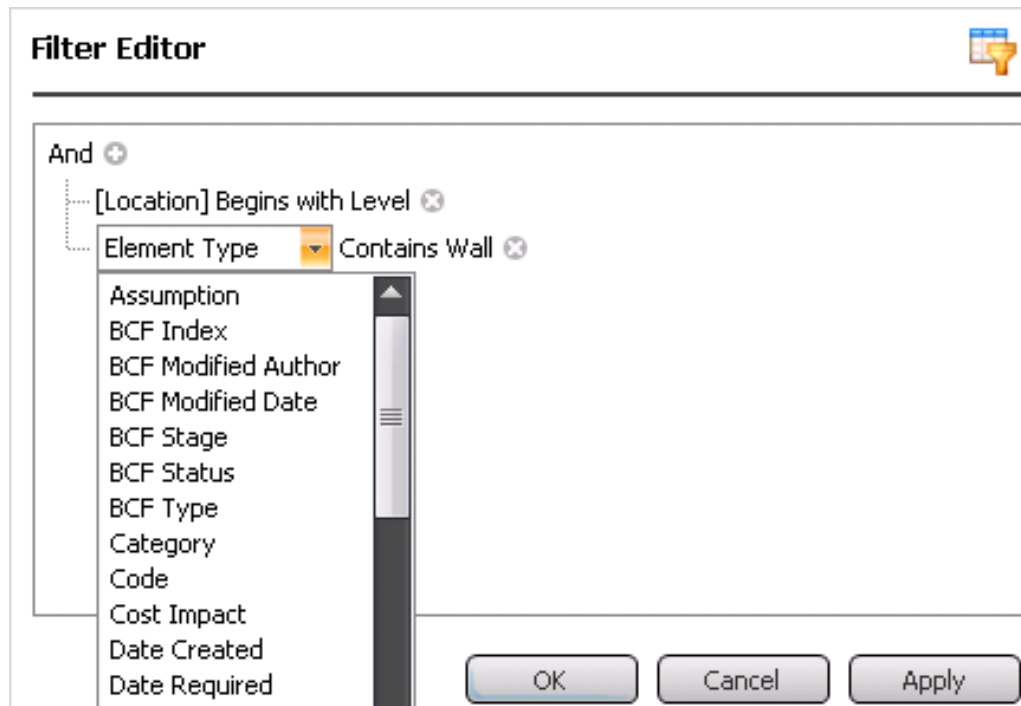 Filter Editor
And
[Location] Begins with Level
Element Type Contains Wall
Assumption
BCF Index
BCF Modified Author
BCF Modified Date
BCF Stage
BCF Status
BCF Type
Category
Code
Cost Impact
Date Created
Date Required
OK Cancel Apply